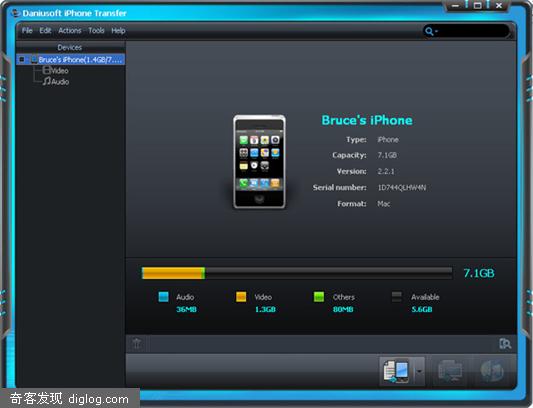 Daniusoft iPhone Transfer
File Edit Actions Tools Help
Devices
Bruce's iPhone(1.4GB/7....
Video
Audio
Bruce's iPhone
Type: iPhone
Capacity: 7.1GB
Version: 2.2.1
Serial number: 1D744QLHW4N
Format: Mac
7.1GB
Audio Video Others Available
36MB 1.3GB 80MB 5.6GB
奇客发现 diglog.com